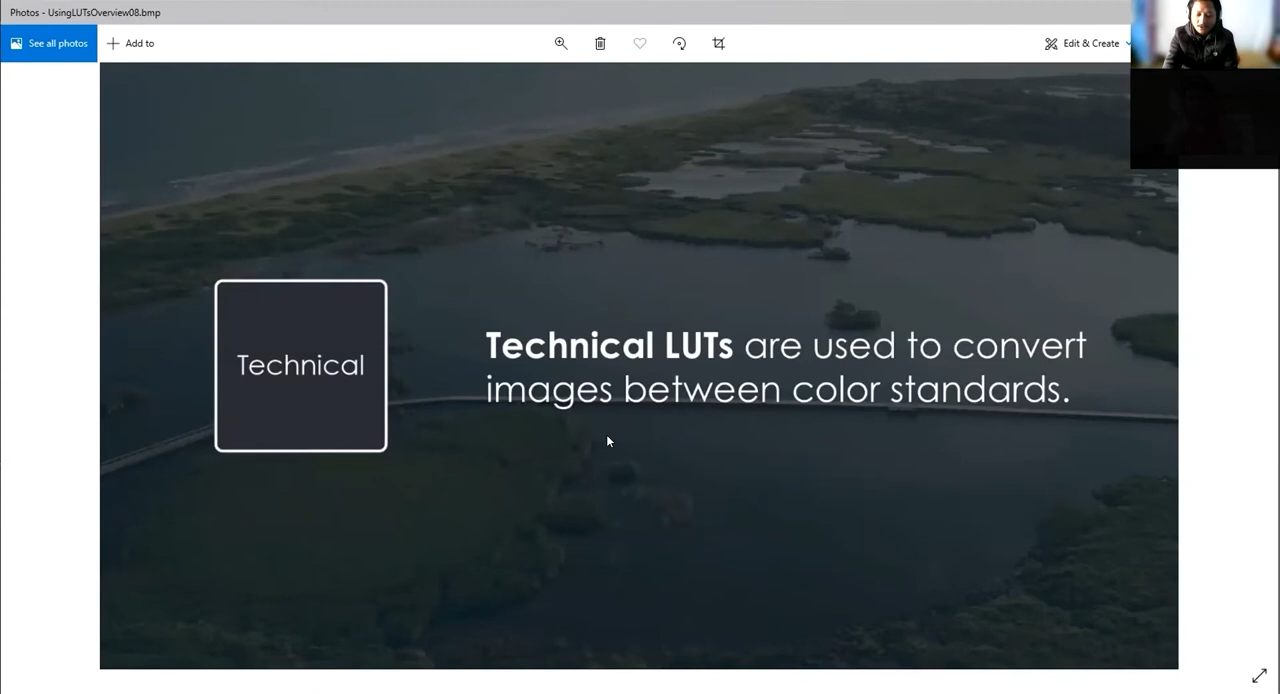 Photos - UsingLUTsOverview08.bmp
See all photos
Add to
Edit & Create
Technical
Technical LUTs are used to convert
images between color standards.